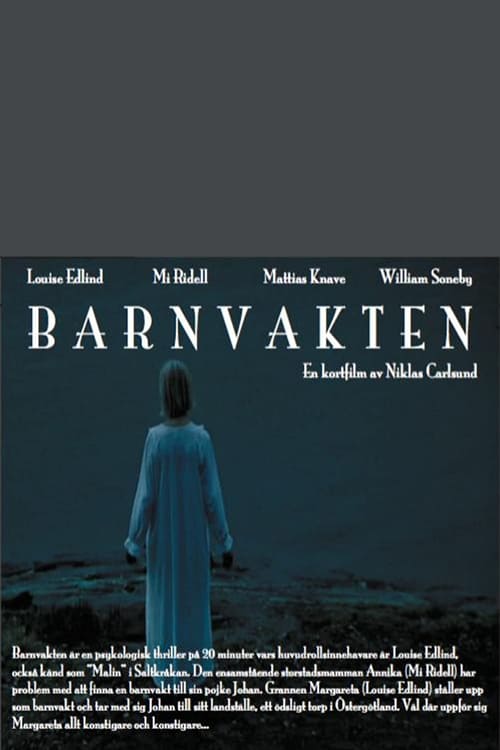 Louise Edlind Mi Ridell Mattias Knave William Soneby
BARNVAKTEN
En kortfilm av Niklas Carlsund
Barnvakten är en psykologisk thriller på 20 minuter vars huvudrollsinnehavare är Louise Edlind,
också känd som "Malin" i Saltkråkan. Den ensamstående storstadsmamman Annika (Mi Ridell) har
problem med att finna en barnvakt till sin pojke Johan. Grannen Margareta (Louise Edlind) ställer upp
som barnvakt och tar med sig Johan till sitt landställe, ett ödsligt torp i Östergötland. Väl där uppför sig
Margareta allt konstigare och konstigare...